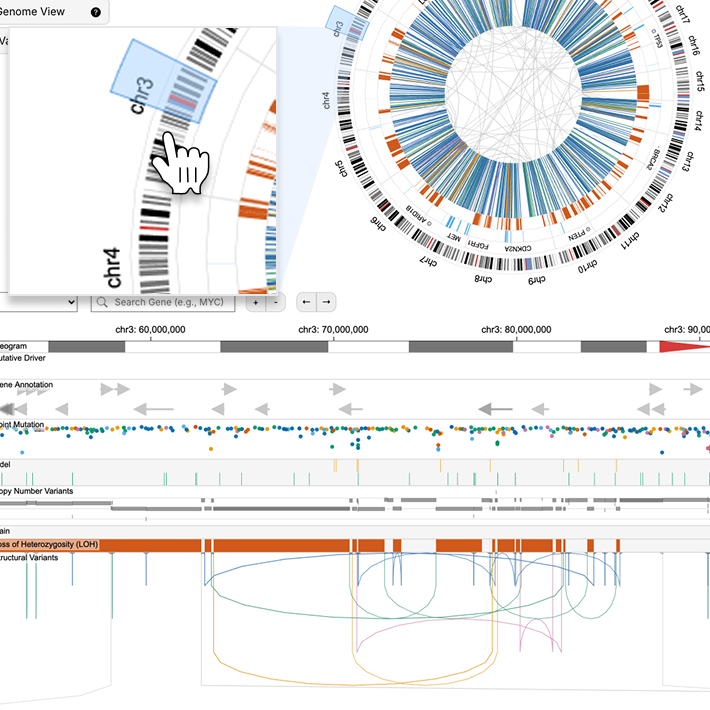 Genome View ?
chr3
chr4
chr3
chr4
chr5
chr6
chr7
chr8
chr9
chr10
chr11
chr12
chr13
chr14
chr15
chr16
chr17
TP53
BRCA2
PTEN
CDKN2A
FGFR1
MET
ARID1B
Search Gene (e.g., MYC)
+ - ← →
chr3: 60,000,000 chr3: 70,000,000 chr3: 80,000,000 chr3: 90,00
eogram
utative Driver
ene Annotation
oint Mutation
del
opy Number Variants
ain
oss of Heterozygosity (LOH)
tructural Variants